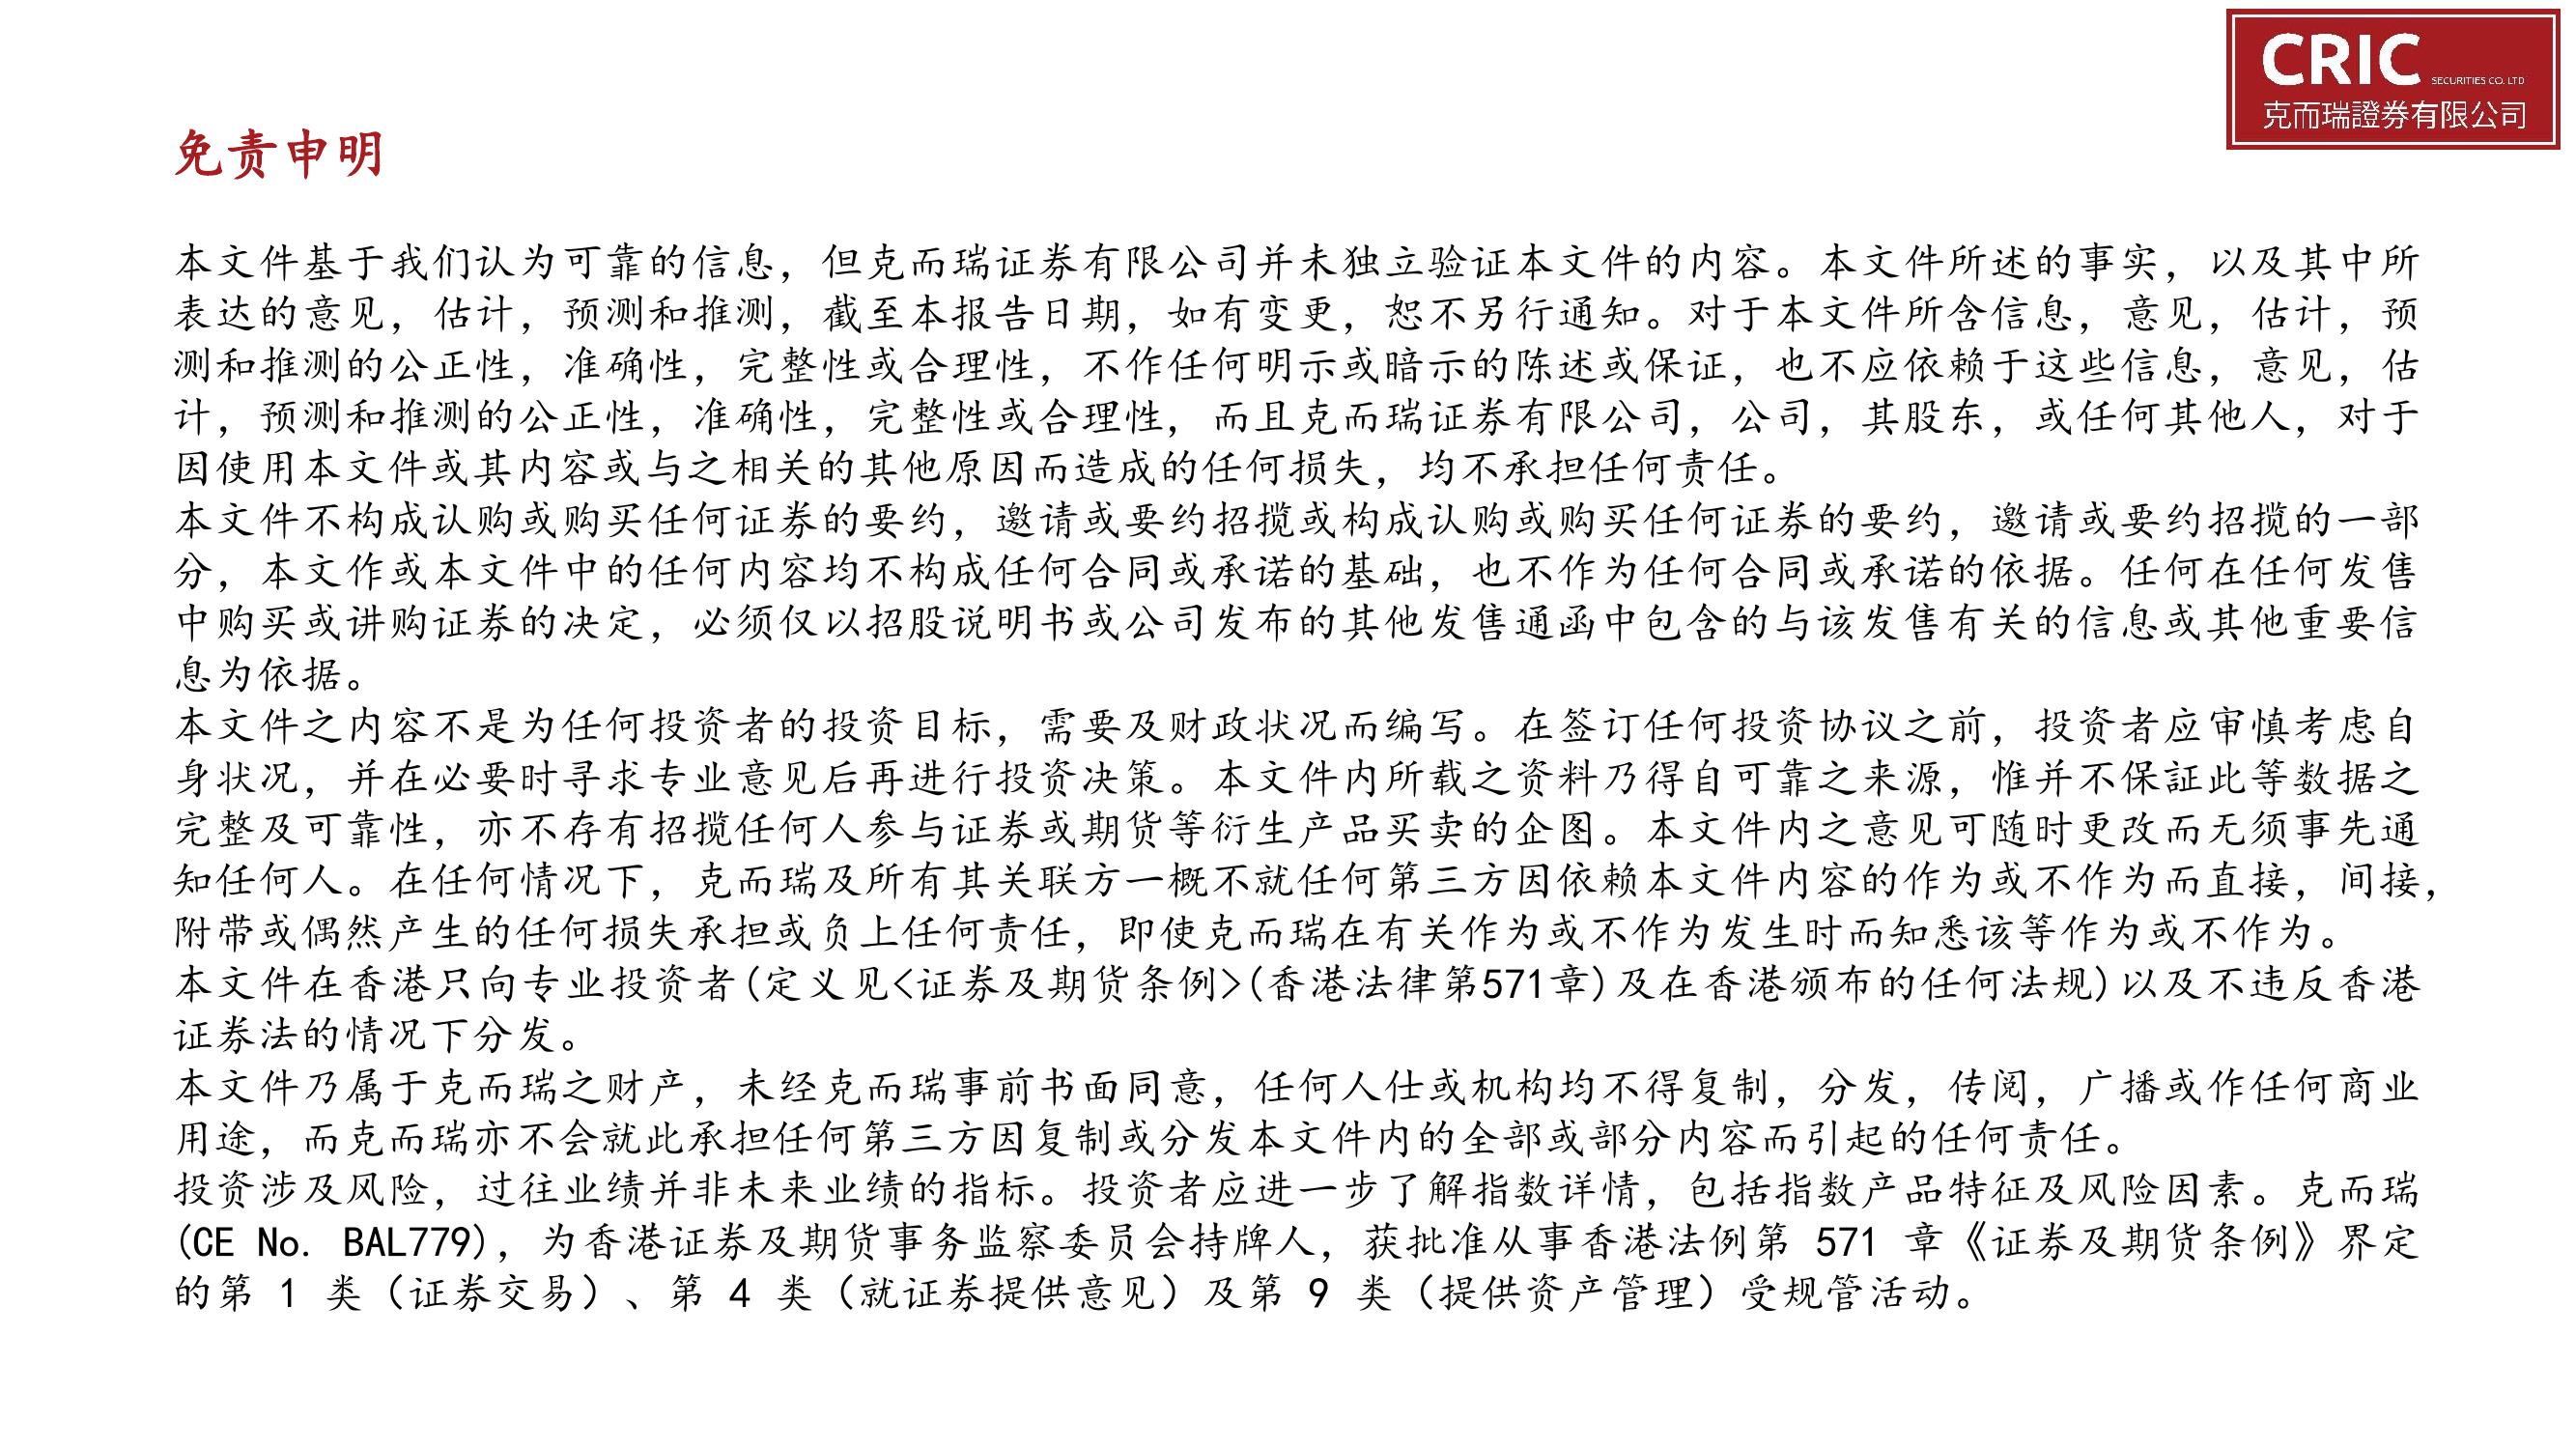 CRIC SECURITIES CO. LTD
克而瑞證券有限公司
免责申明
本文件基于我们认为可靠的信息，但克而瑞证券有限公司并未独立验证本文件的内容。本文件所述的事实，以及其中所
表达的意见，估计，预测和推测，截至本报告日期，如有变更，恕不另行通知。对于本文件所含信息，意见，估计，预
测和推测的公正性，准确性，完整性或合理性，不作任何明示或暗示的陈述或保证，也不应依赖于这些信息，意见，估
计，预测和推测的公正性，准确性，完整性或合理性，而且克而瑞证券有限公司，公司，其股东，或任何其他人，对于
因使用本文件或其内容或与之相关的其他原因而造成的任何损失，均不承担任何责任。
本文件不构成认购或购买任何证券的要约，邀请或要约招揽或构成认购或购买任何证券的要约，邀请或要约招揽的一部
分，本文作或本文件中的任何内容均不构成任何合同或承诺的基础，也不作为任何合同或承诺的依据。任何在任何发售
中购买或讲购证券的决定，必须仅以招股说明书或公司发布的其他发售通函中包含的与该发售有关的信息或其他重要信
息为依据。
本文件之内容不是为任何投资者的投资目标，需要及财政状况而编写。在签订任何投资协议之前，投资者应审慎考虑自
身状况，并在必要时寻求专业意见后再进行投资决策。本文件内所载之资料乃得自可靠之来源，惟并不保証此等数据之
完整及可靠性，亦不存有招揽任何人参与证券或期货等衍生产品买卖的企图。本文件内之意见可随时更改而无须事先通
知任何人。在任何情况下，克而瑞及所有其关联方一概不就任何第三方因依赖本文件内容的作为或不作为而直接，间接，
附带或偶然产生的任何损失承担或负上任何责任，即使克而瑞在有关作为或不作为发生时而知悉该等作为或不作为。
本文件在香港只向专业投资者(定义见<证券及期货条例>(香港法律第571章)及在香港颁布的任何法规)以及不违反香港
证券法的情况下分发。
本文件乃属于克而瑞之财产，未经克而瑞事前书面同意，任何人仕或机构均不得复制，分发，传阅，广播或作任何商业
用途，而克而瑞亦不会就此承担任何第三方因复制或分发本文件内的全部或部分内容而引起的任何责任。
投资涉及风险，过往业绩并非未来业绩的指标。投资者应进一步了解指数详情，包括指数产品特征及风险因素。克而瑞
(CE No. BAL779)，为香港证券及期货事务监察委员会持牌人，获批准从事香港法例第 571 章《证券及期货条例》界定
的第 1 类（证券交易）、第 4 类（就证券提供意见）及第 9 类（提供资产管理）受规管活动。